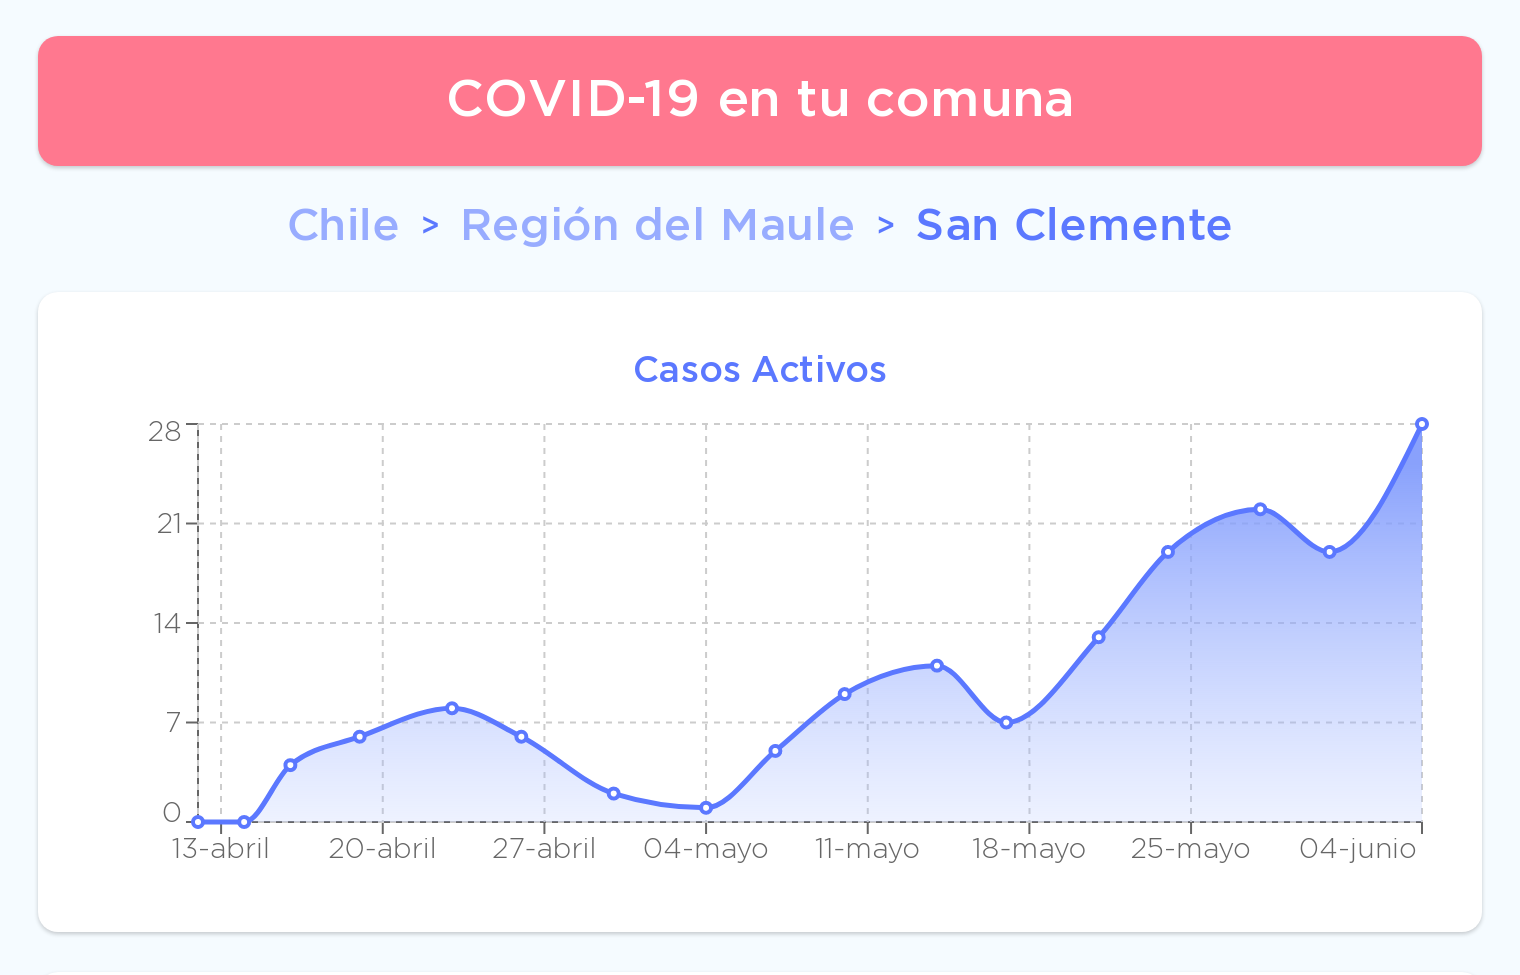 COVID-19 en tu comuna
Chile > Región del Maule > San Clemente
Casos Activos
28
21
14
7
0
13-abril 20-abril 27-abril 04-mayo 11-mayo 18-mayo 25-mayo 04-junio